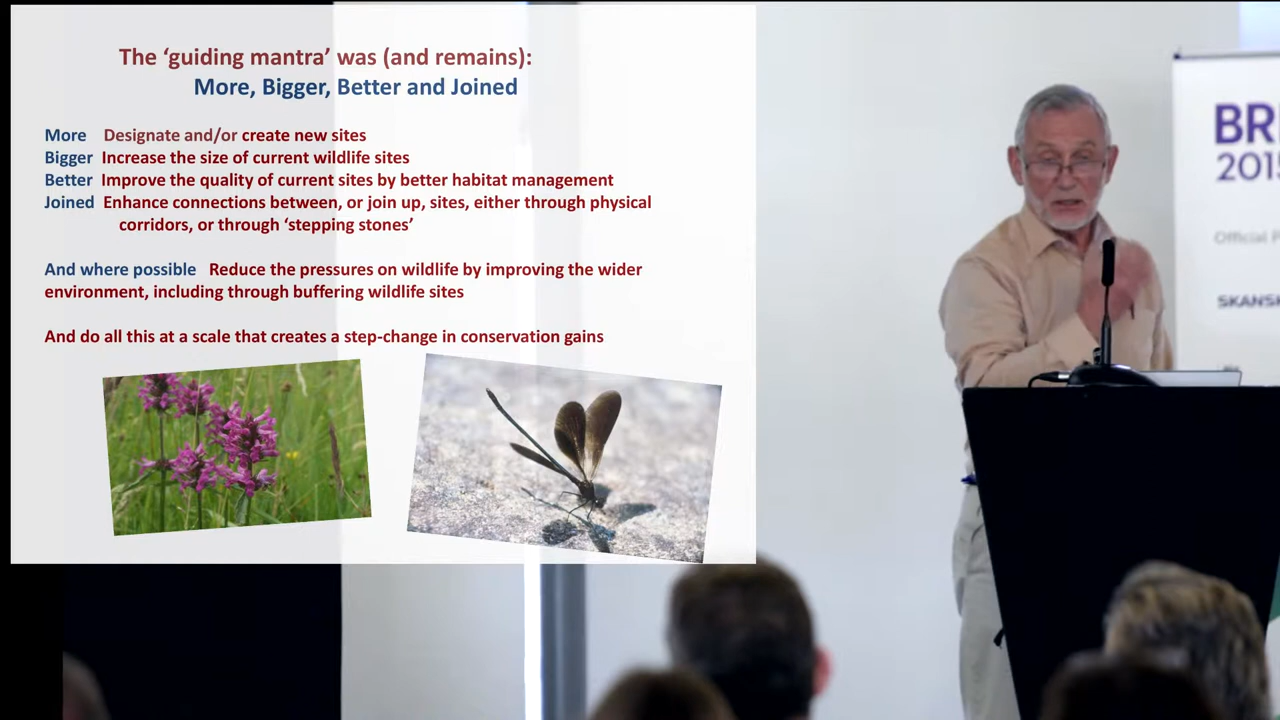 The ‘guiding mantra’ was (and remains):
More, Bigger, Better and Joined
More Designate and/or create new sites
Bigger Increase the size of current wildlife sites
Better Improve the quality of current sites by better habitat management
Joined Enhance connections between, or join up, sites, either through physical
corridors, or through ‘stepping stones’
And where possible Reduce the pressures on wildlife by improving the wider
environment, including through buffering wildlife sites
And do all this at a scale that creates a step-change in conservation gains
2015
Official